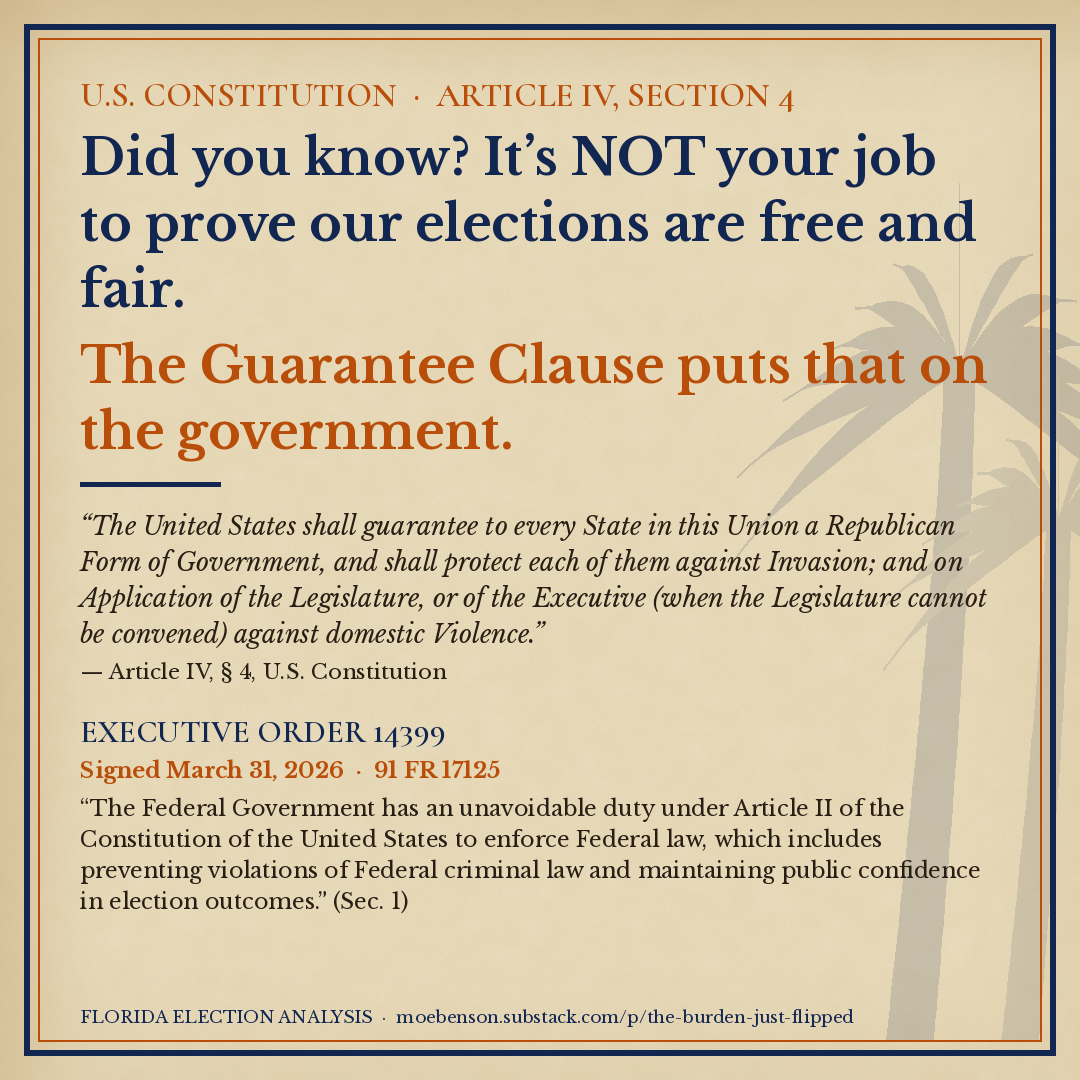 U.S. CONSTITUTION · ARTICLE IV, SECTION 4
Did you know? It’s NOT your job
to prove our elections are free and
fair.
The Guarantee Clause puts that on
the government.
“The United States shall guarantee to every State in this Union a Republican
Form of Government, and shall protect each of them against Invasion; and on
Application of the Legislature, or of the Executive (when the Legislature cannot
be convened) against domestic Violence.”
— Article IV, § 4, U.S. Constitution
EXECUTIVE ORDER 14399
Signed March 31, 2026 · 91 FR 17125
“The Federal Government has an unavoidable duty under Article II of the
Constitution of the United States to enforce Federal law, which includes
preventing violations of Federal criminal law and maintaining public confidence
in election outcomes.” (Sec. 1)
FLORIDA ELECTION ANALYSIS · moebenson.substack.com/p/the-burden-just-flipped